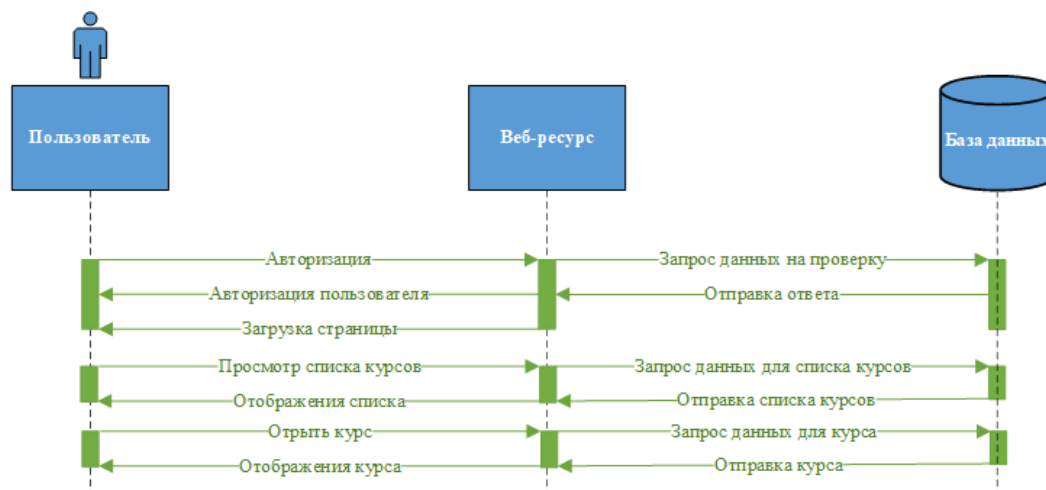 Пользователь
Веб-ресурс
База данных
Авторизация
Запрос данных на проверку
Авторизация пользователя
Отправка ответа
Загрузка страницы
Просмотр списка курсов
Запрос данных для списка курсов
Отображения списка
Отправка списка курсов
Отрыть курс
Запрос данных для курса
Отображения курса
Отправка курса